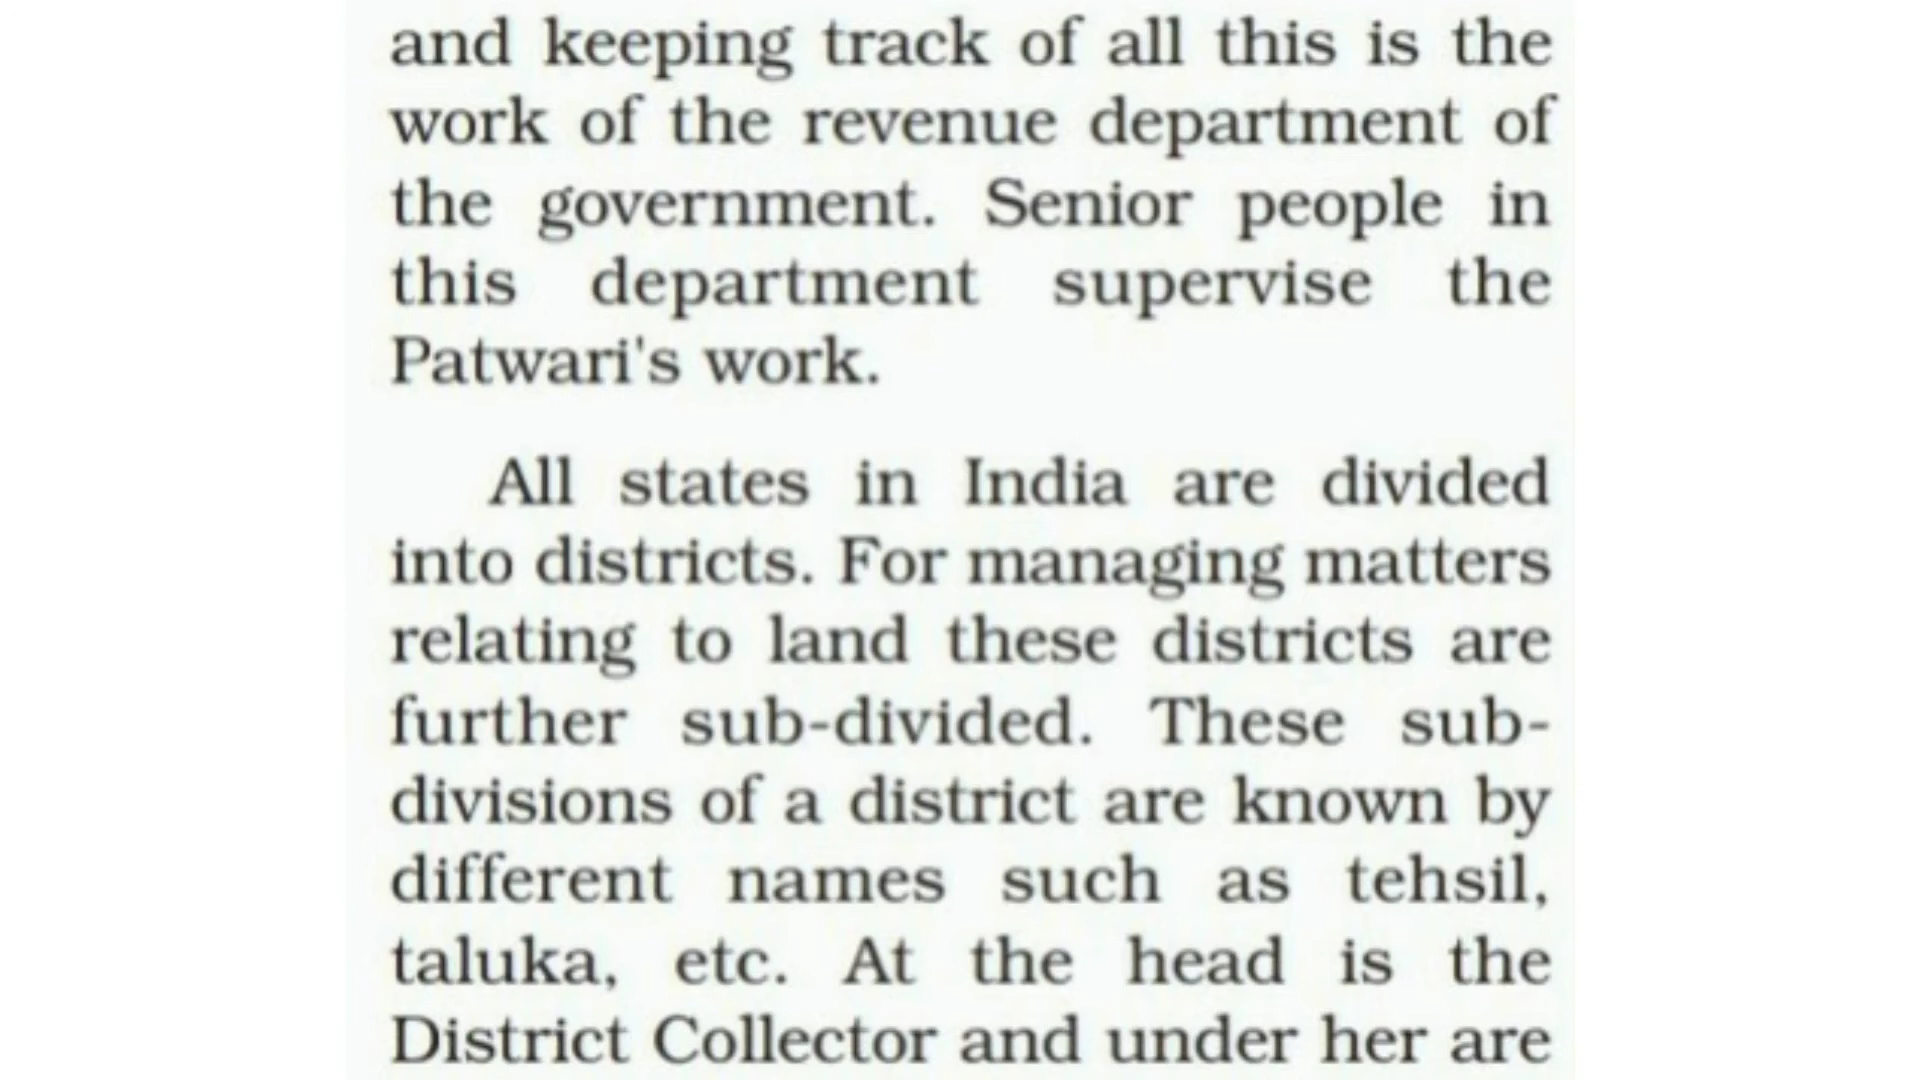 and keeping track of all this is the
work of the revenue department of
the government. Senior people in
this department supervise the
Patwari's work.
All states in India are divided
into districts. For managing matters
relating to land these districts are
further sub-divided. These sub-
divisions of a district are known by
different names such as tehsil,
taluka, etc. At the head is the
District Collector and under her are